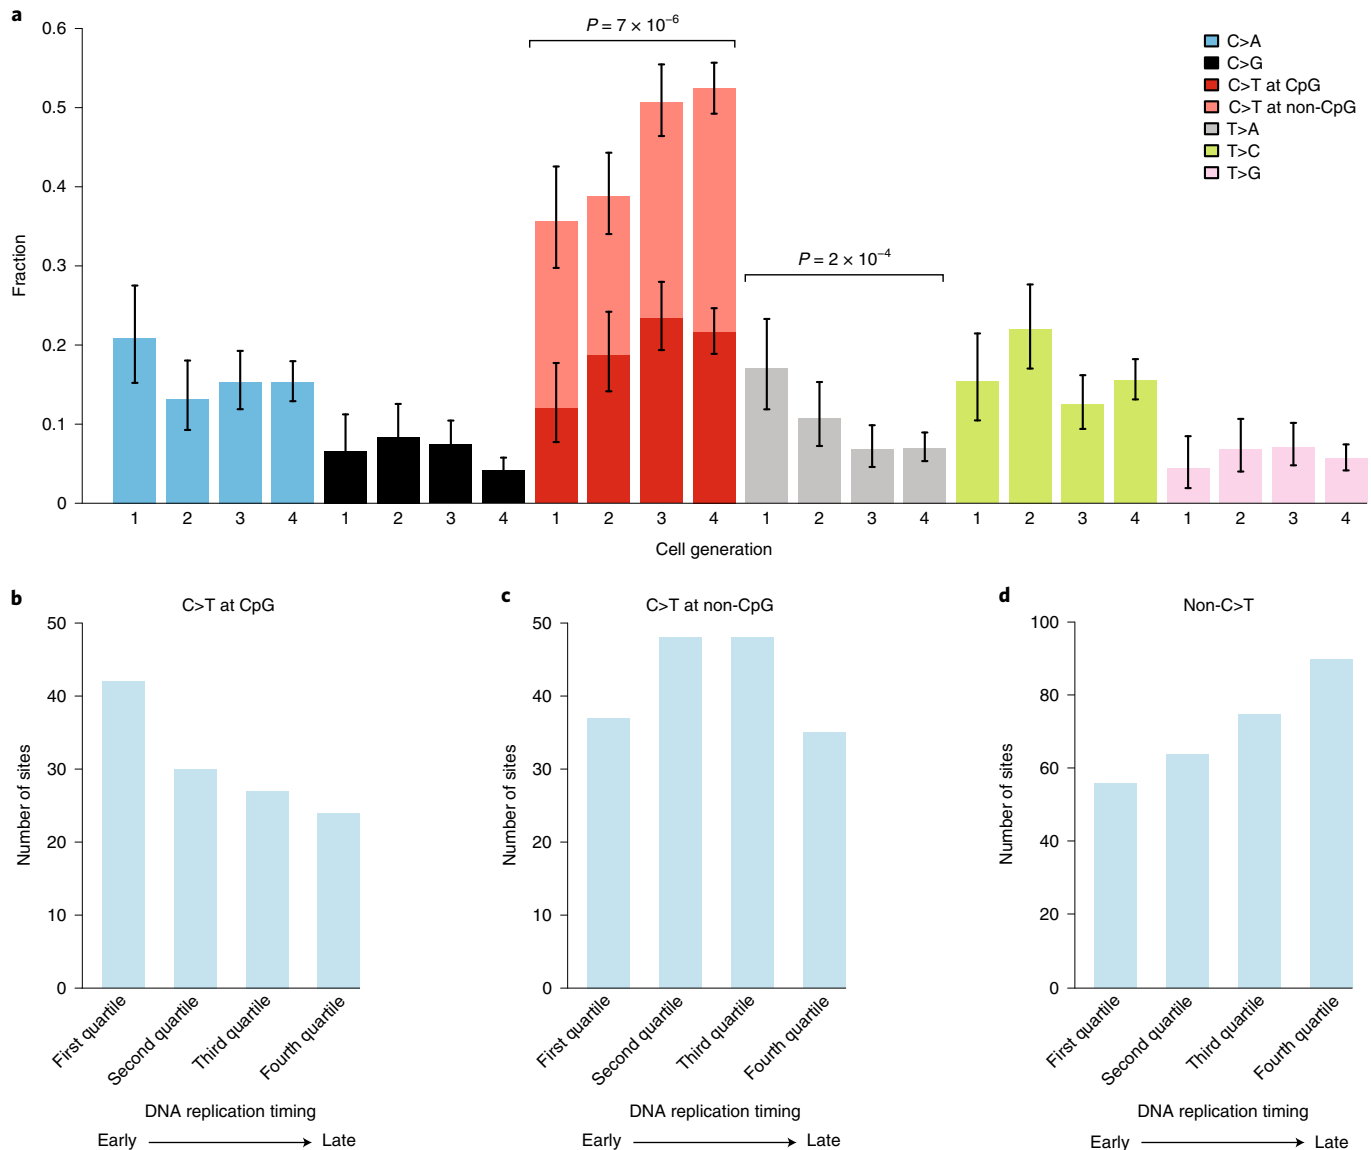 a
P = 7 × 10⁻⁶
C>A
C>G
C>T at CpG
C>T at non-CpG
T>A
T>C
T>G
0.6
0.5
0.4
0.3
0.2
0.1
0
Fraction
P = 2 × 10⁻⁴
1 2 3 4 1 2 3 4 1 2 3 4 1 2 3 4 1 2 3 4 1 2 3 4
Cell generation
b
C>T at CpG
50
40
30
20
10
0
Number of sites
First quartile
Second quartile
Third quartile
Fourth quartile
DNA replication timing
Early → Late
c
C>T at non-CpG
50
40
30
20
10
0
Number of sites
First quartile
Second quartile
Third quartile
Fourth quartile
DNA replication timing
Early → Late
d
Non-C>T
100
80
60
40
20
0
Number of sites
First quartile
Second quartile
Third quartile
Fourth quartile
DNA replication timing
Early → Late